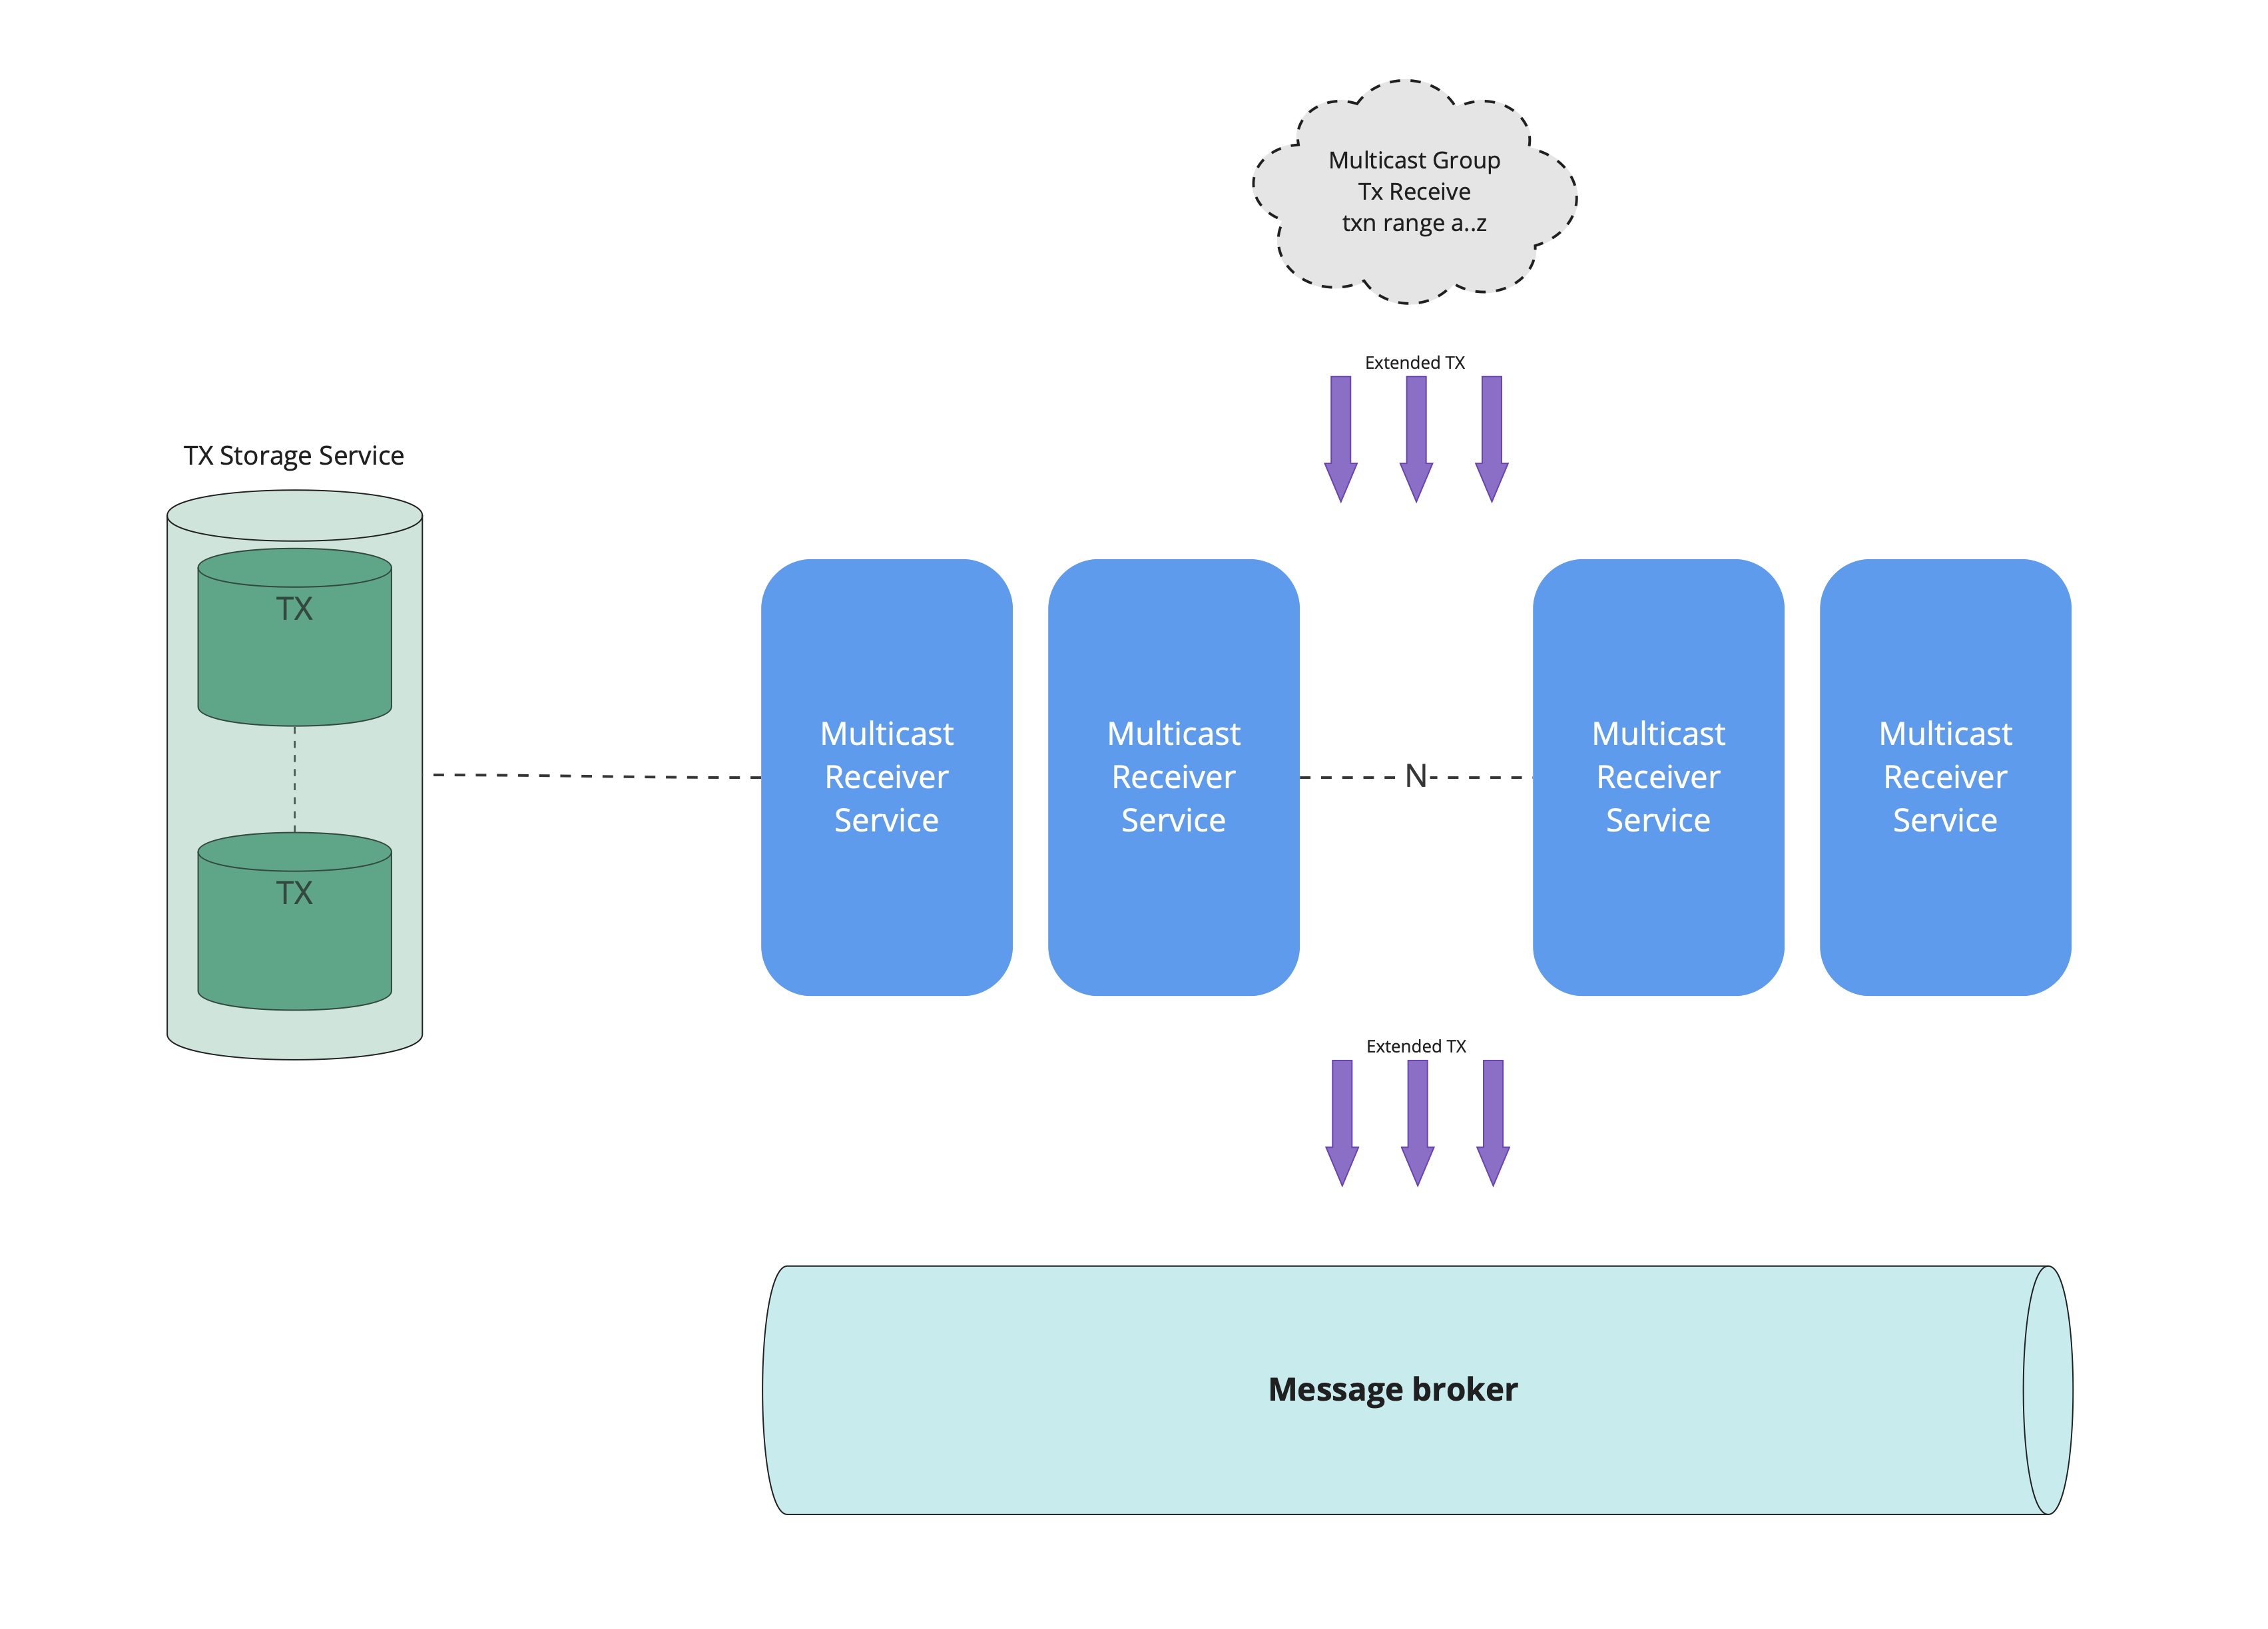 Multicast Group
Tx Receive
txn range a..z
Extended TX
TX Storage Service
TX
TX
Multicast
Receiver
Service
Multicast
Receiver
Service
N
Multicast
Receiver
Service
Multicast
Receiver
Service
Extended TX
Message broker